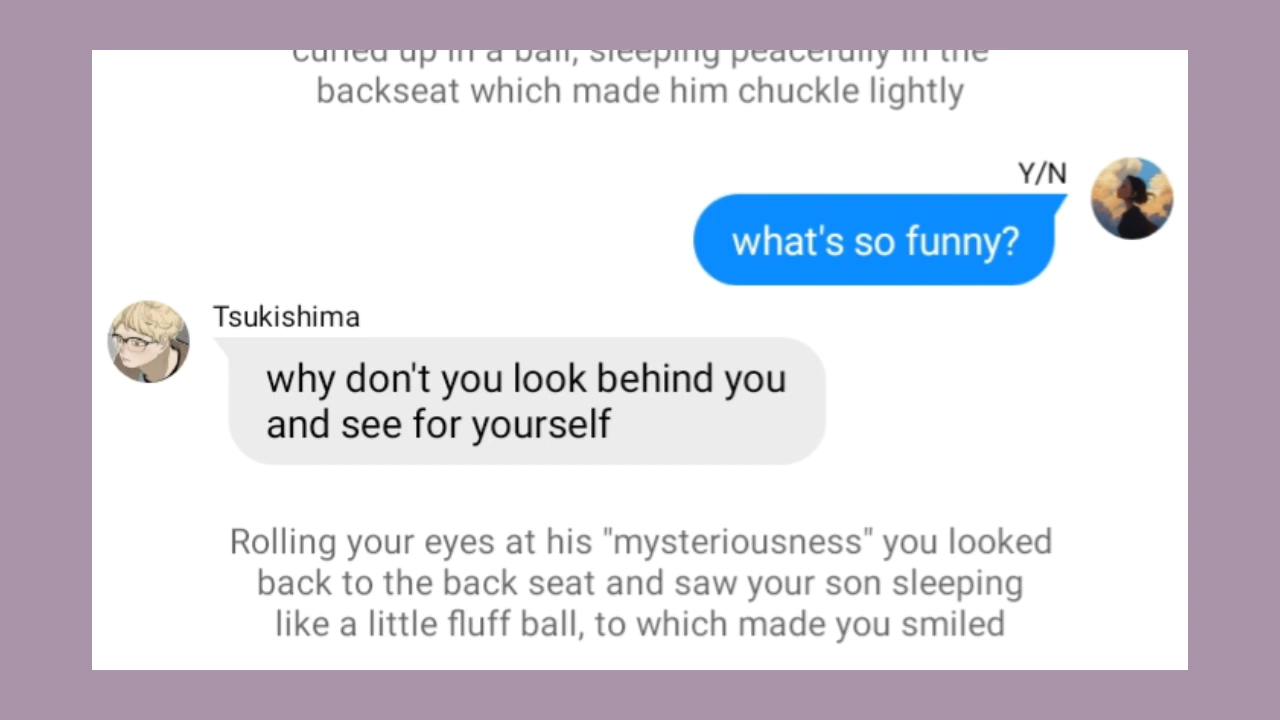 curled up in a ball, sleeping peacefully in the
backseat which made him chuckle lightly
Y/N
what's so funny?
Tsukishima
why don't you look behind you
and see for yourself
Rolling your eyes at his "mysteriousness" you looked
back to the back seat and saw your son sleeping
like a little fluff ball, to which made you smiled